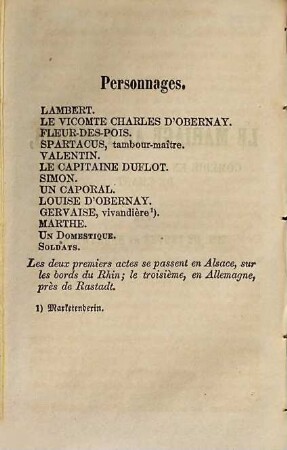 Personnages.
LAMBERT.
LE VICOMTE CHARLES D'OBERNAY.
FLEUR-DES-POIS.
SPARTACUS, tambour-maître.
VALENTIN.
LE CAPITAINE DUFLOT.
SIMON.
UN CAPORAL.
LOUISE D'OBERNAY.
GERVAISE, vivandière¹).
MARTHE.
UN DOMESTIQUE.
SOLDATS.
Les deux premiers actes se passent en Alsace, sur
les bords du Rhin; le troisième, en Allemagne,
près de Rastadt.
1) Marketenderin.